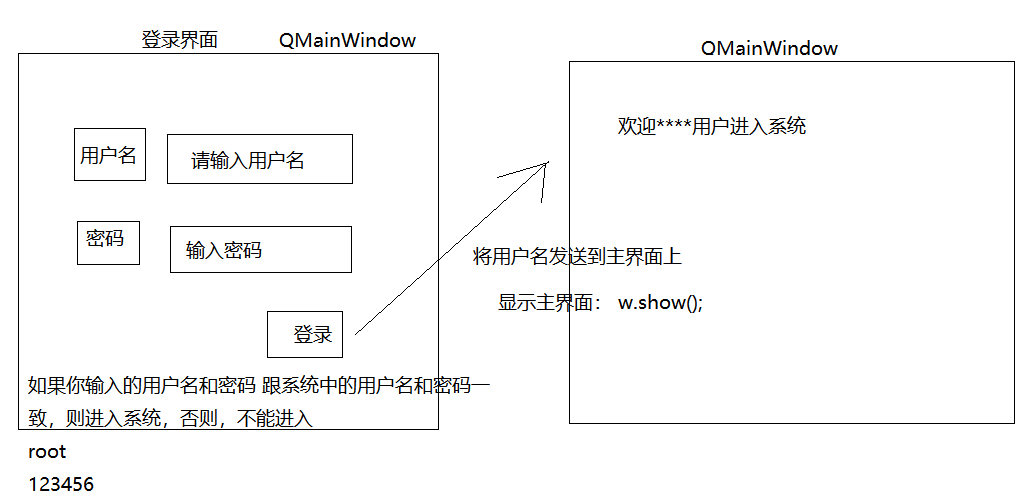 登录界面 QMainWindow
QMainWindow
用户名
请输入用户名
密码
输入密码
登录
如果你输入的用户名和密码 跟系统中的用户名和密码一
致，则进入系统，否则，不能进入
root
123456
将用户名发送到主界面上
显示主界面： w.show();
欢迎****用户进入系统